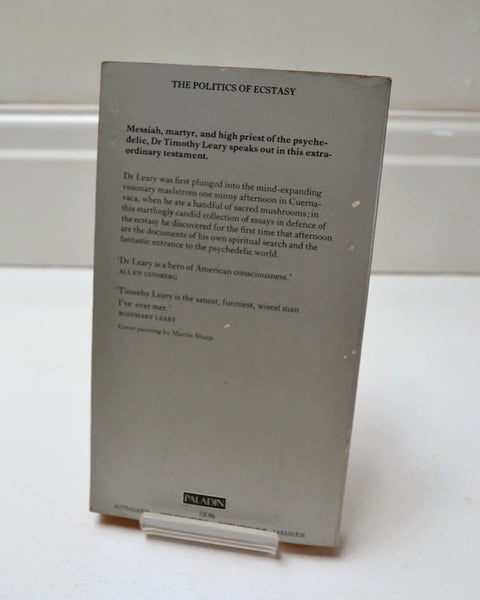 THE POLITICS OF ECSTASY
Messiah, martyr, and high priest of the psyche-
delic, Dr Timothy Leary speaks out in this extra-
ordinary testament.
Dr Leary was first plunged into the mind-expanding
visionary maelstrom one sunny afternoon in Cuerna-
vaca, when he ate a handful of sacred mushrooms; in
this startlingly candid collection of essays in defence of
the ecstasy he discovered for the first time that afternoon
are the documents of his own spiritual search and the
fantastic entrance to the psychedelic world.
'Dr Leary is a hero of American consciousness.'
ALLEN GINSBERG
'Timothy Leary is the sanest, funniest, wisest man
I've ever met.'
ROSEMARY LEARY
Cover painting by Martin Sharp
PALADIN